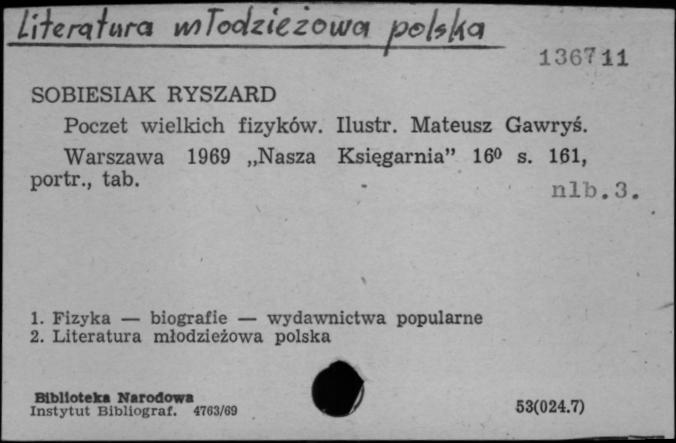 Literatura młodzieżowa polska
136711
SOBIESIAK RYSZARD
Poczet wielkich fizyków. Ilustr. Mateusz Gawryś.
Warszawa 1969 „Nasza Księgarnia” 16⁰ s. 161,
portr., tab.
nlb.3.
1. Fizyka — biografie — wydawnictwa popularne
2. Literatura młodzieżowa polska
Biblioteka Narodowa
Instytut Bibliograf. 4763/69
53(024.7)